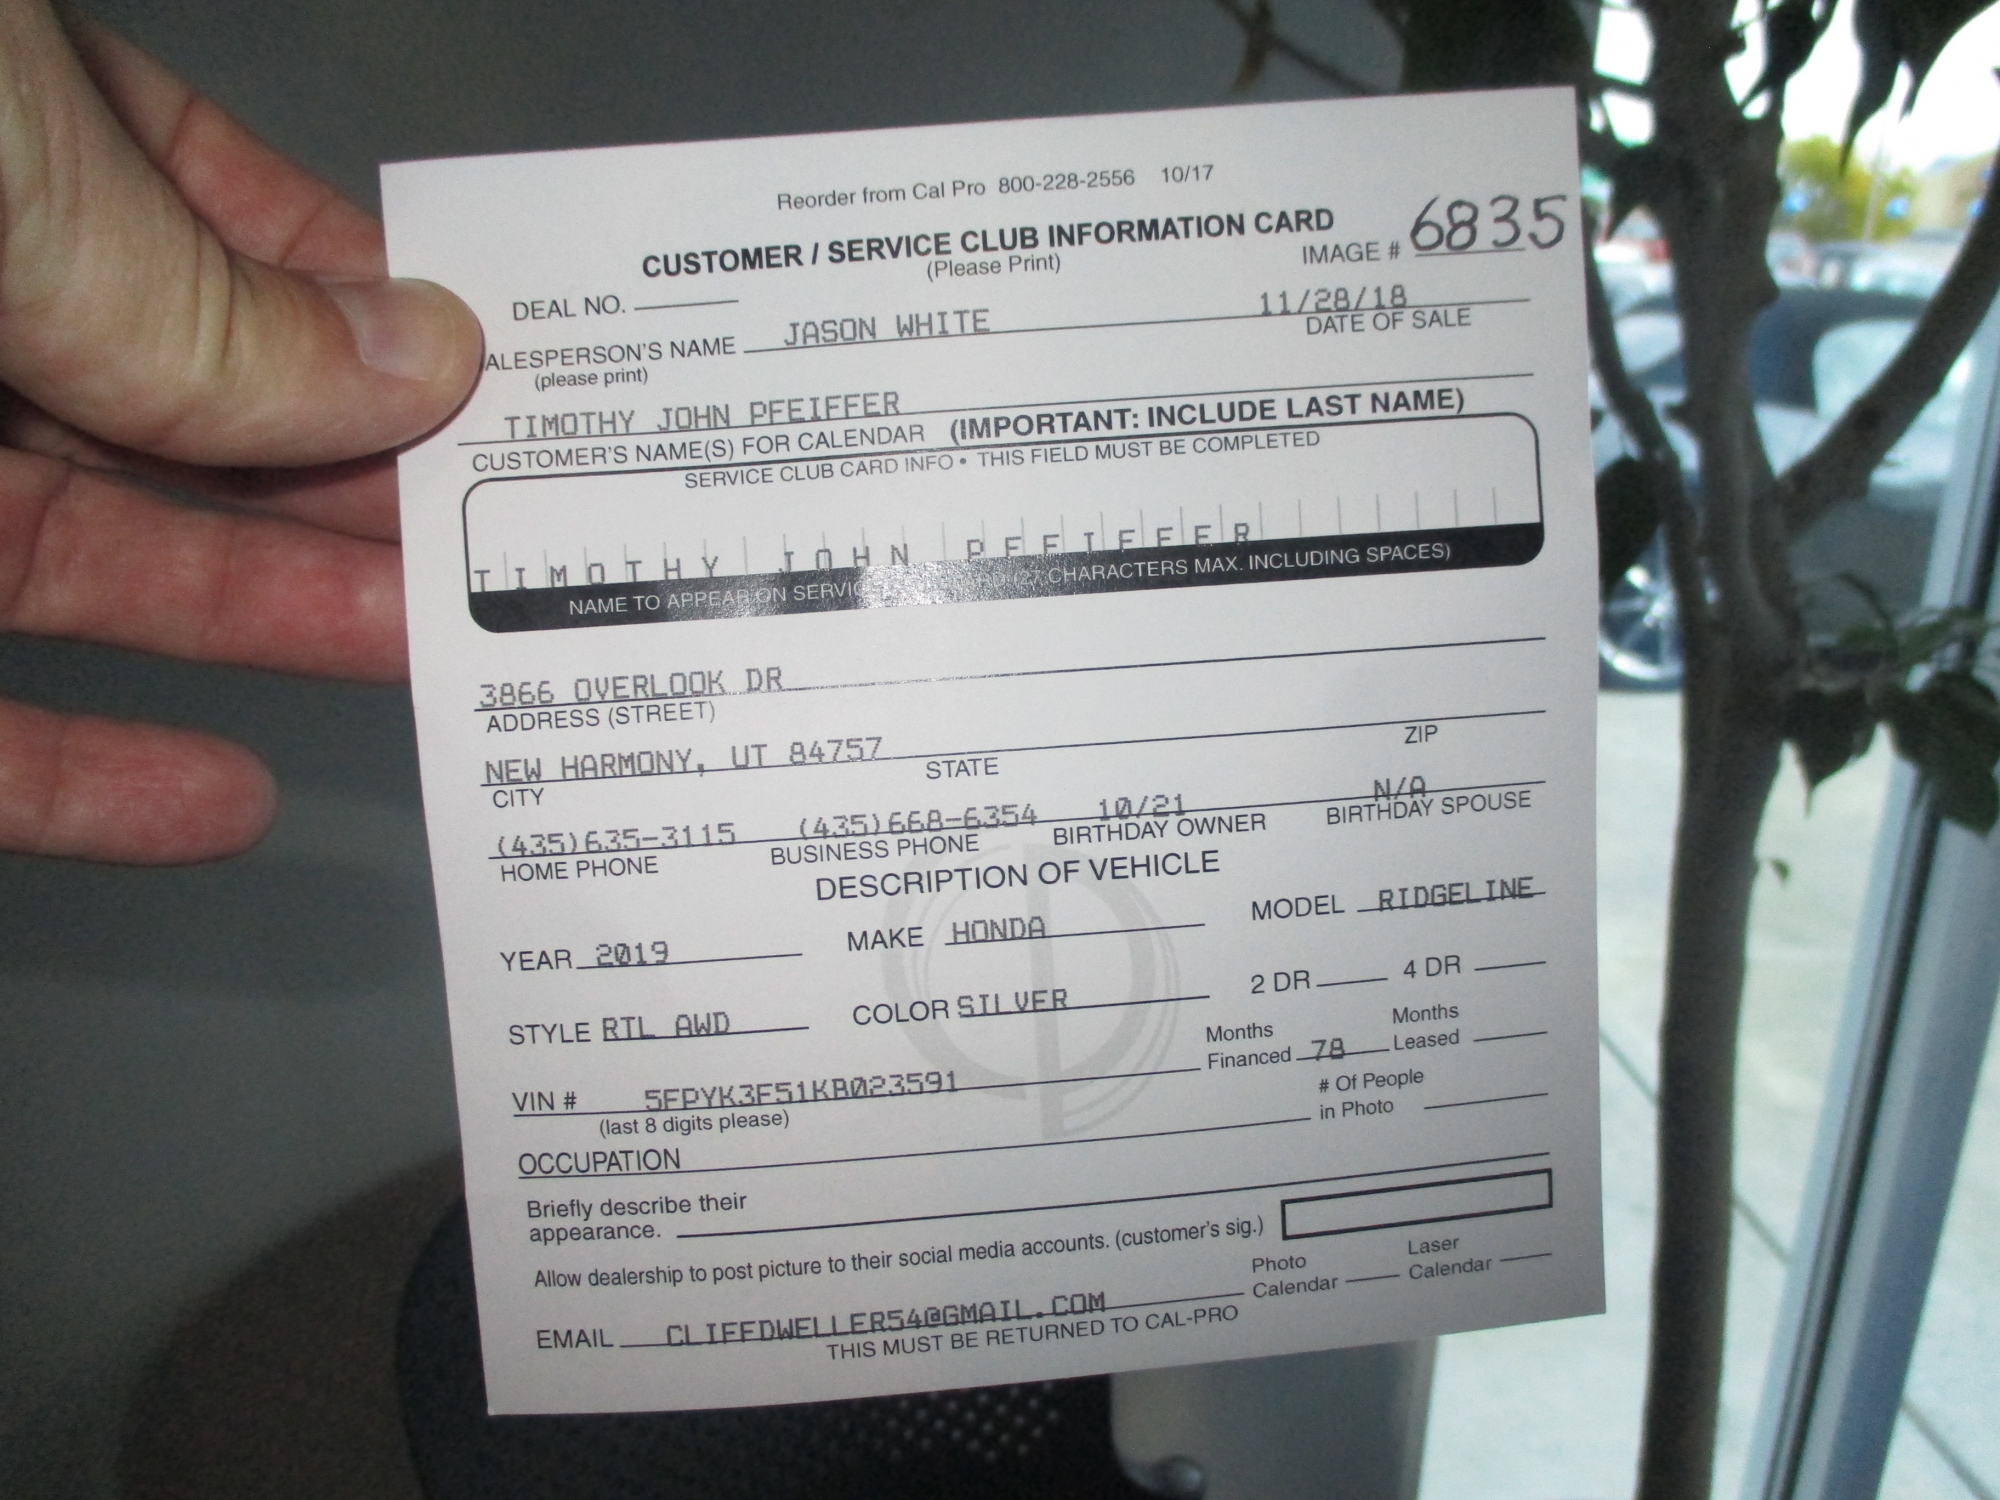 Reorder from Cal Pro 800-228-2556 10/17
CUSTOMER / SERVICE CLUB INFORMATION CARD
(Please Print)
IMAGE # 6835
DEAL NO.
ALESPERSON'S NAME JASON WHITE 11/28/18
(please print) DATE OF SALE
TIMOTHY JOHN PFEIFFER
CUSTOMER'S NAME(S) FOR CALENDAR (IMPORTANT: INCLUDE LAST NAME)
SERVICE CLUB CARD INFO • THIS FIELD MUST BE COMPLETED
TIMOTHY JOHN PFEIFFER
NAME TO APPEAR ON SERVIC ARD (27 CHARACTERS MAX. INCLUDING SPACES)
3866 OVERLOOK DR
ADDRESS (STREET)
NEW HARMONY, UT 84757
CITY STATE ZIP
(435)635-3115 (435)668-6354 10/21 N/A
HOME PHONE BUSINESS PHONE BIRTHDAY OWNER BIRTHDAY SPOUSE
DESCRIPTION OF VEHICLE
YEAR 2019 MAKE HONDA MODEL RIDGELINE
STYLE RTL AWD COLOR SILVER 2 DR 4 DR
Months Financed 78 Months Leased
VIN # 5FPYK3F51KB023591
(last 8 digits please)
# Of People in Photo
OCCUPATION
Briefly describe their
appearance.
Allow dealership to post picture to their social media accounts. (customer's sig.)
Photo Calendar Laser Calendar
EMAIL CLIFFDWELLER54@GMAIL.COM
THIS MUST BE RETURNED TO CAL-PRO